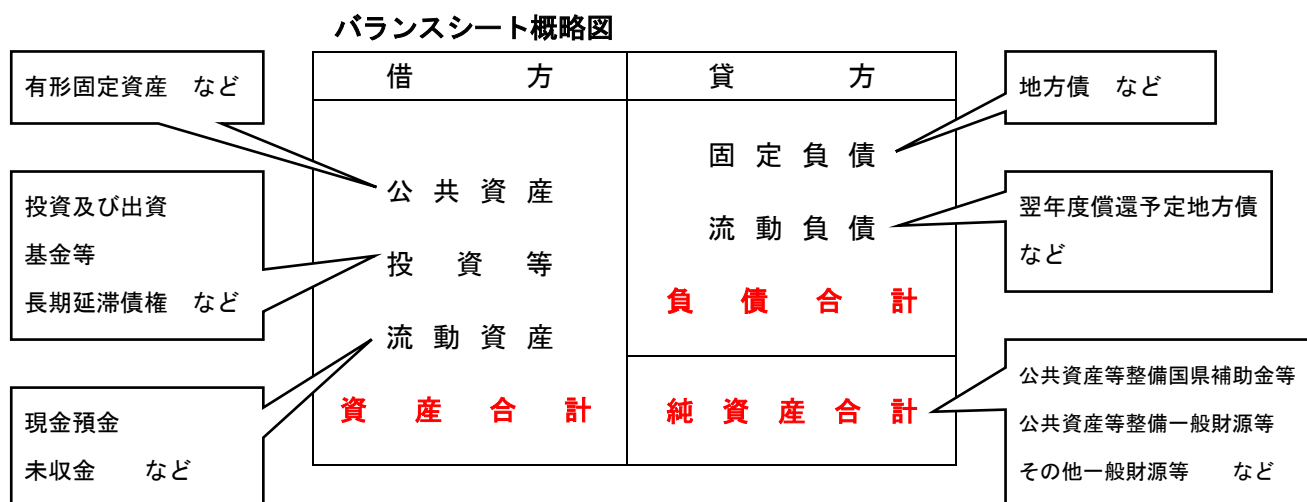 バランスシート概略図
有形固定資産　など
投資及び出資
基金等
長期延滞債権　など
現金預金
未収金　　など
借方
公共資産
投資等
流動資産
資産合計
貸方
固定負債
流動負債
負債合計
純資産合計
地方債　など
翌年度償還予定地方債
など
公共資産等整備国県補助金等
公共資産等整備一般財源等
その他一般財源等　　など